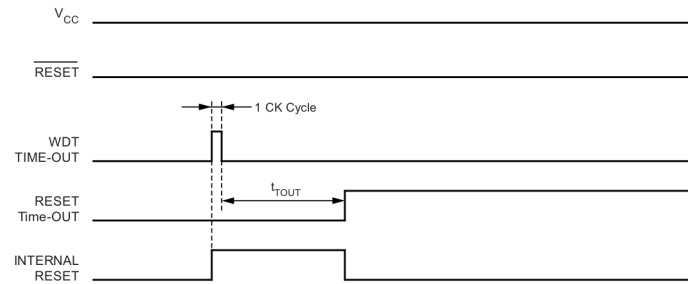 VCC
RESET
1 CK Cycle
WDT
TIME-OUT
tTOUT
RESET
Time-OUT
INTERNAL
RESET